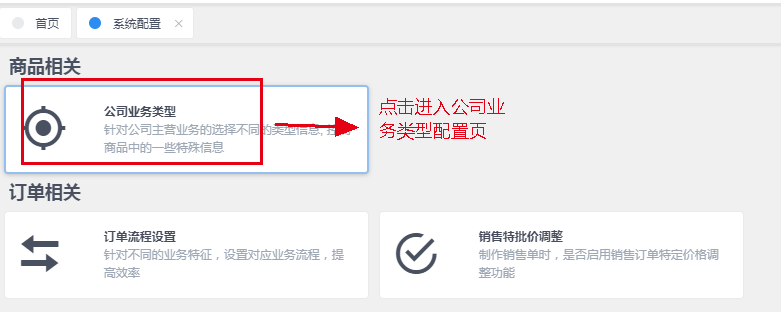 首页
系统配置
商品相关
公司业务类型
点击进入公司业
针对公司主营业务的选择不同的类型信息, 控制
务类型配置页
商品中的一些特殊信息
订单相关
订单流程设置
针对不同的业务特征，设置对应业务流程，提
高效率
销售特批价调整
制作销售单时，是否启用销售订单特定价格调
整功能